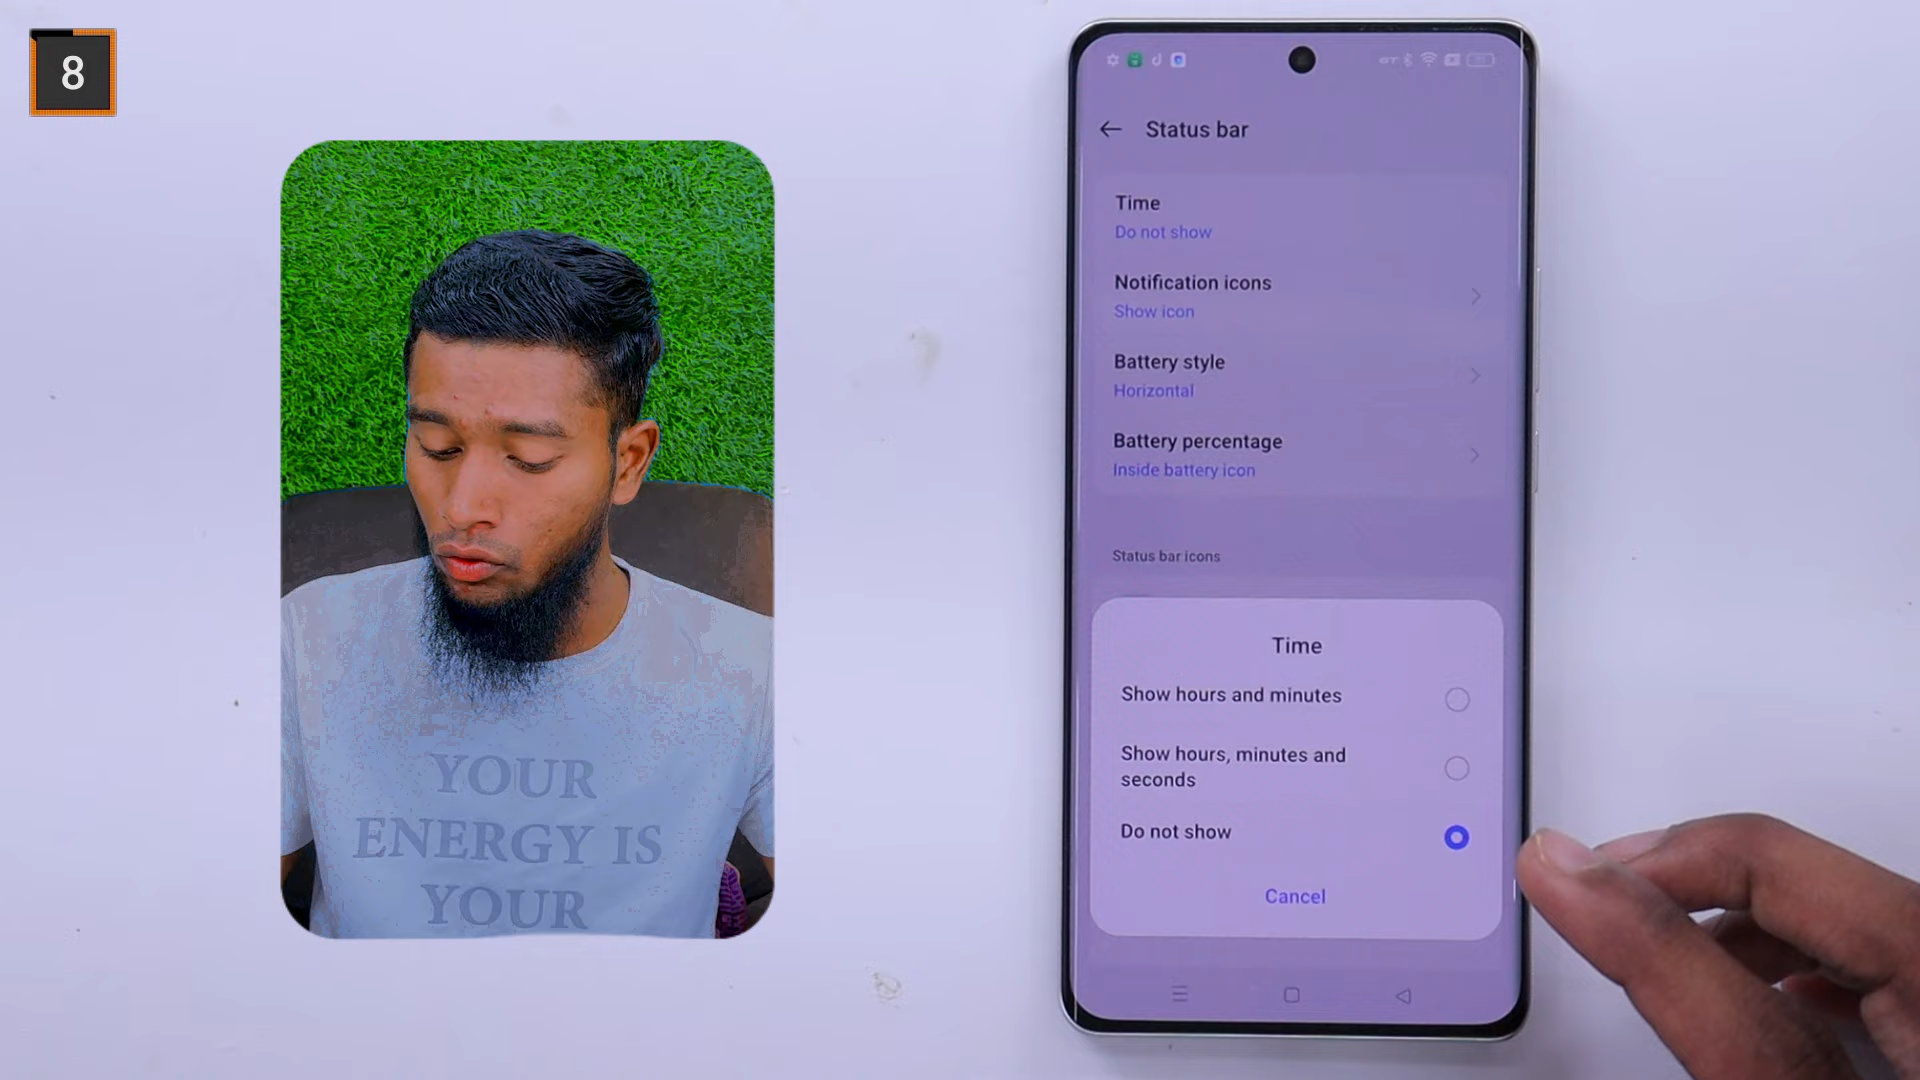 8
Status bar
Time
Do not show
Notification icons
Show icon
Battery style
Horizontal
Battery percentage
Inside battery icon
Status bar icons
Time
Show hours and minutes
Show hours, minutes and
seconds
Do not show
Cancel
YOUR
ENERGY IS
YOUR